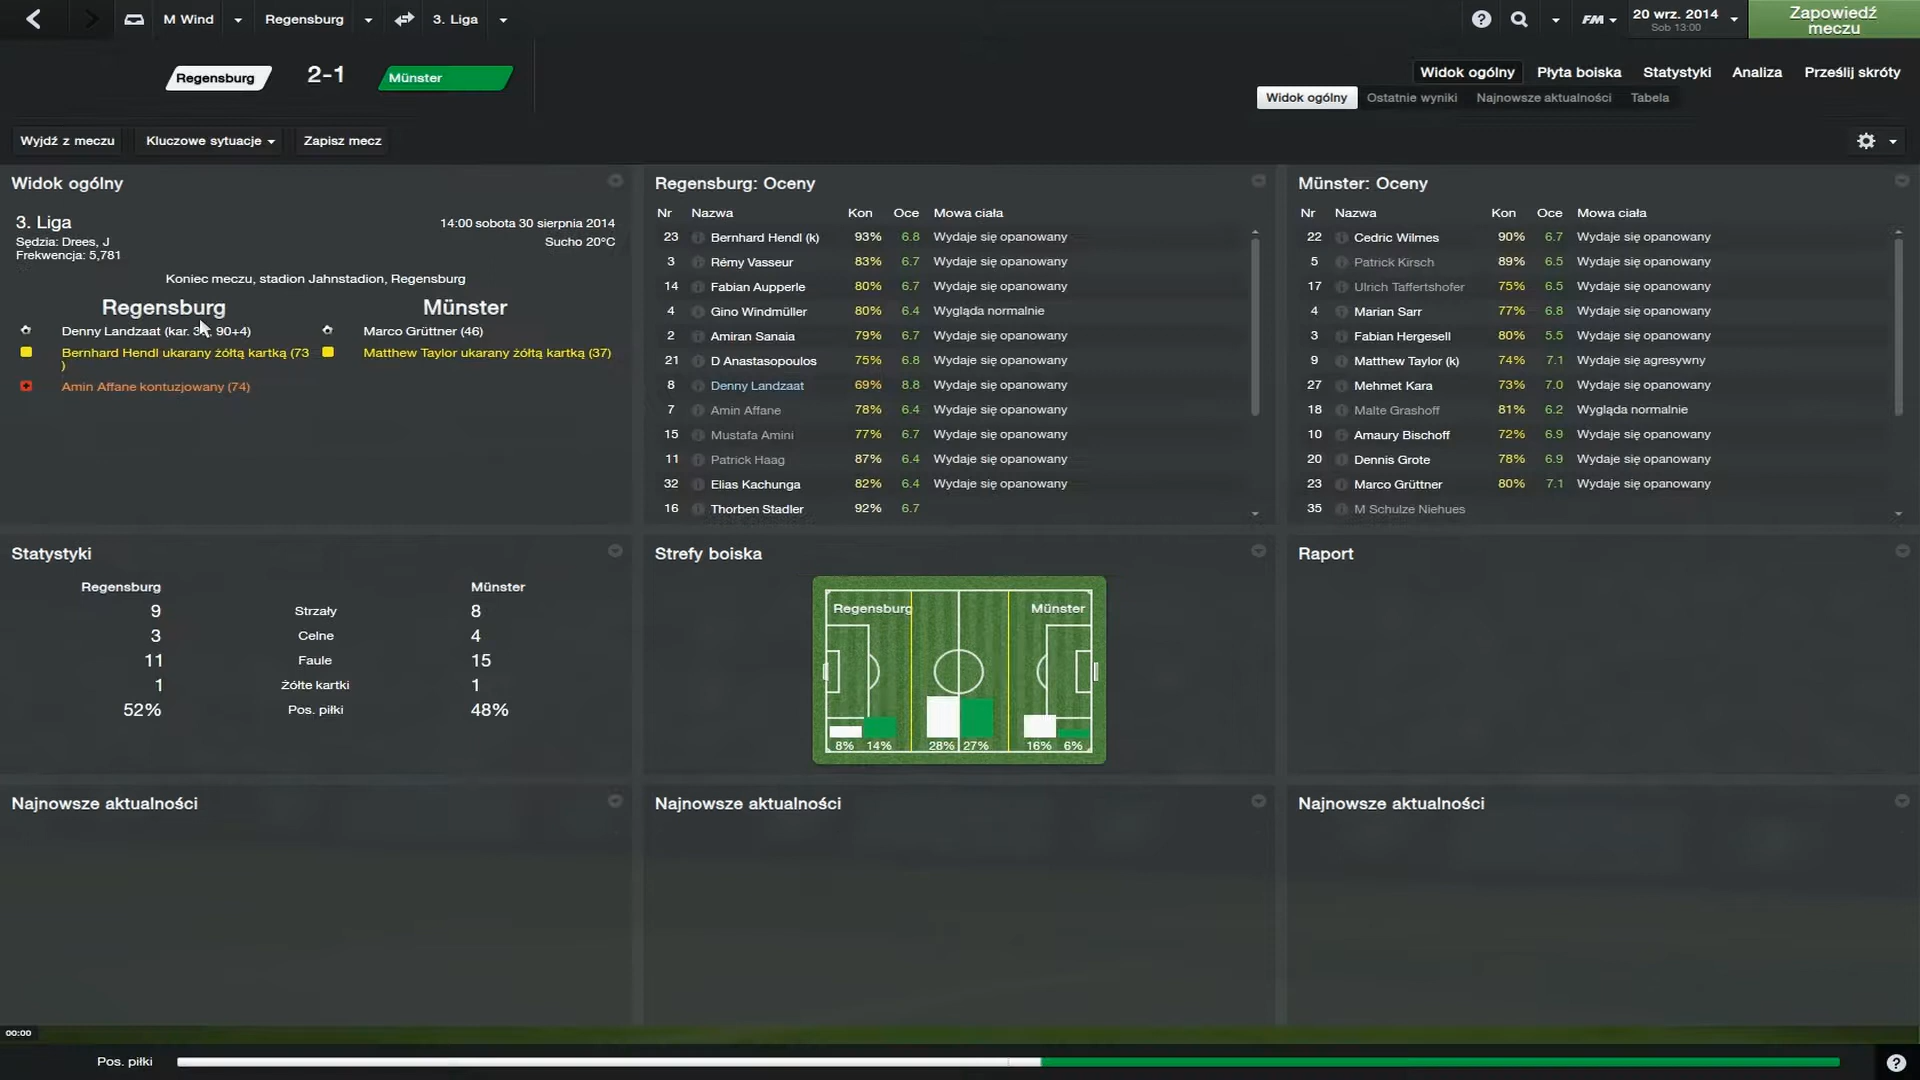 M Wind
Regensburg
3. Liga
FM
20 wrz. 2014
Sob 13:00
Zapowiedź
meczu
Regensburg 2-1 Münster
Widok ogólny Płyta boiska Statystyki Analiza Prześlij skróty
Widok ogólny Ostatnie wyniki Najnowsze aktualności Tabela
Wyjdź z meczu Kluczowe sytuacje Zapisz mecz
Widok ogólny
3. Liga 14:00 sobota 30 sierpnia 2014
Sędzia: Drees, J Sucho 20°C
Frekwencja: 5,781
Koniec meczu, stadion Jahnstadion, Regensburg
Regensburg Münster
Denny Landzaat (kar. 90+4) Marco Grüttner (46)
Bernhard Hendl ukarany żółtą kartką (73 Matthew Taylor ukarany żółtą kartką (37)
)
Amin Affane kontuzjowany (74)
Regensburg: Oceny
Nr Nazwa Kon Oce Mowa ciała
23 Bernhard Hendl (k) 93% 6.8 Wydaje się opanowany
3 Rémy Vasseur 83% 6.7 Wydaje się opanowany
14 Fabian Aupperle 80% 6.7 Wydaje się opanowany
4 Gino Windmüller 80% 6.4 Wygląda normalnie
2 Amiran Sanaia 79% 6.7 Wydaje się opanowany
21 D Anastasopoulos 75% 6.8 Wydaje się opanowany
8 Denny Landzaat 69% 8.8 Wydaje się opanowany
7 Amin Affane 78% 6.4 Wydaje się opanowany
15 Mustafa Amini 77% 6.7 Wydaje się opanowany
11 Patrick Haag 87% 6.4 Wydaje się opanowany
32 Elias Kachunga 82% 6.4 Wydaje się opanowany
16 Thorben Stadler 92% 6.7
Münster: Oceny
Nr Nazwa Kon Oce Mowa ciała
22 Cedric Wilmes 90% 6.7 Wydaje się opanowany
5 Patrick Kirsch 89% 6.5 Wydaje się opanowany
17 Ulrich Taffertshofer 75% 6.5 Wydaje się opanowany
4 Marian Sarr 77% 6.8 Wydaje się opanowany
3 Fabian Hergesell 80% 5.5 Wydaje się opanowany
9 Matthew Taylor (k) 74% 7.1 Wydaje się agresywny
27 Mehmet Kara 73% 7.0 Wydaje się opanowany
18 Malte Grashoff 81% 6.2 Wygląda normalnie
10 Amaury Bischoff 72% 6.9 Wydaje się opanowany
20 Dennis Grote 78% 6.9 Wydaje się opanowany
23 Marco Grüttner 80% 7.1 Wydaje się opanowany
35 M Schulze Niehues
Statystyki
Regensburg Münster
9 Strzały 8
3 Celne 4
11 Faule 15
1 Żółte kartki 1
52% Pos. piłki 48%
Strefy boiska
Regensburg Münster
8% 14% 28% 27% 16% 6%
Raport
Najnowsze aktualności
Najnowsze aktualności
Najnowsze aktualności
00:00
Pos. piłki